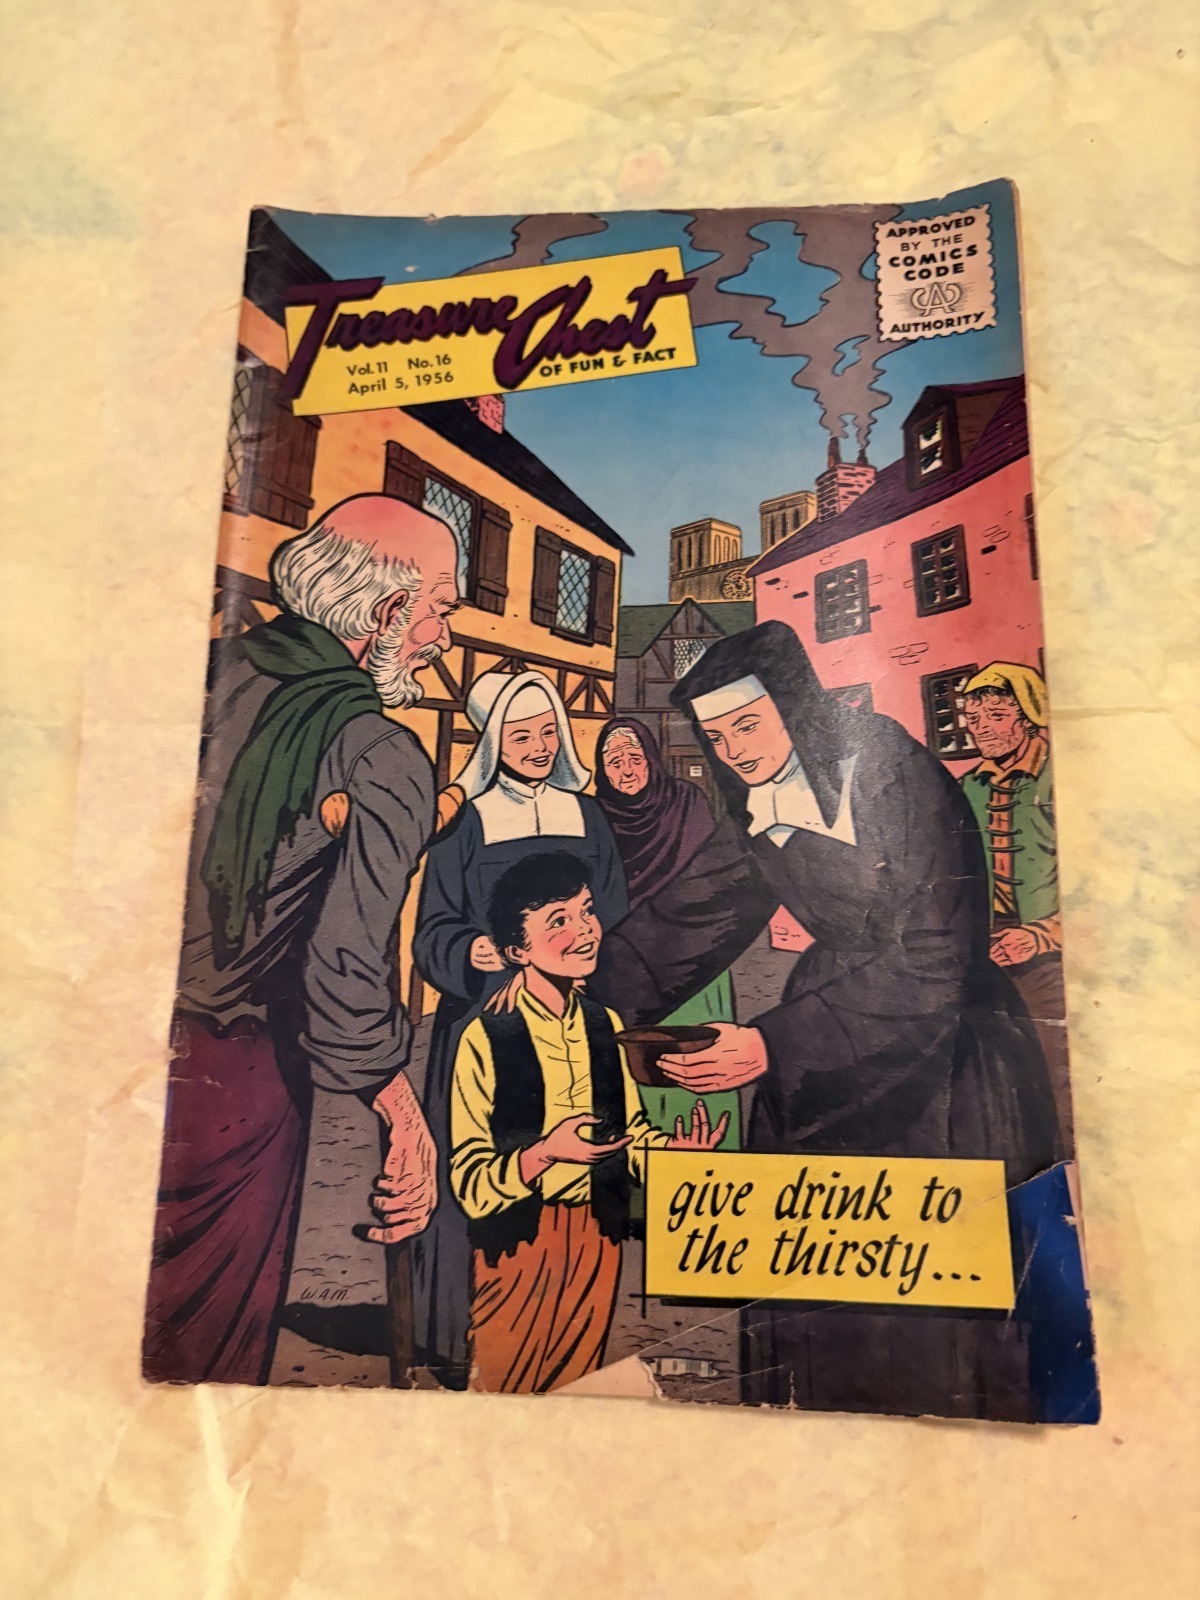 Treasure Chest
OF FUN & FACT
Vol. 11 No. 16
April 5, 1956
APPROVED
BY THE
COMICS
CODE
CA
AUTHORITY
give drink to
the thirsty...
W.A.M.